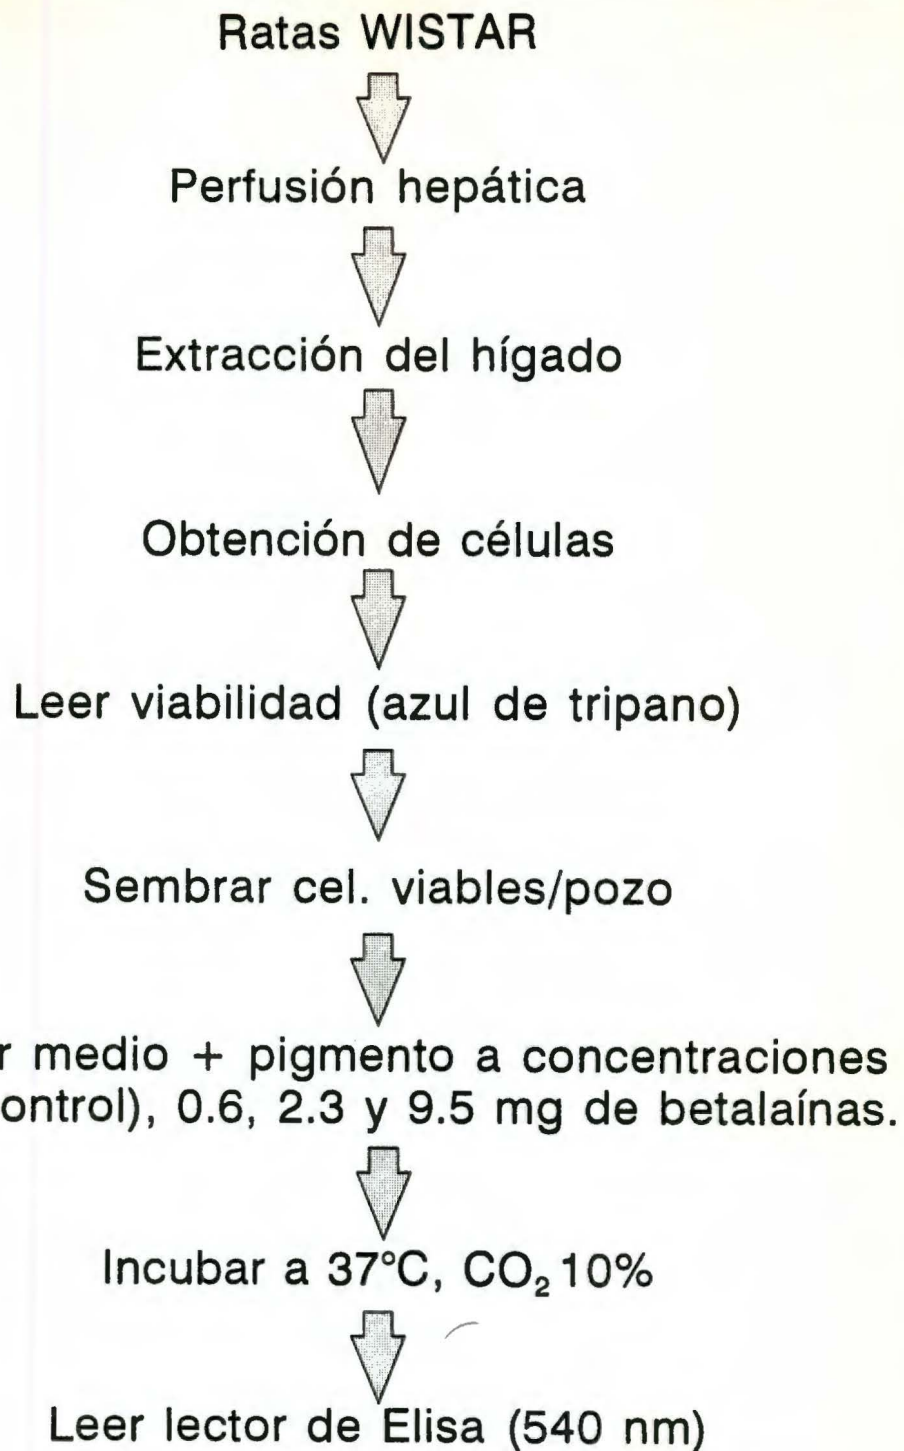 Ratas WISTAR
Perfusión hepática
Extracción del hígado
Obtención de células
Leer viabilidad (azul de tripano)
Sembrar cel. viables/pozo
medio + pigmento a concentraciones
0.6, 2.3 y 9.5 mg de betalaínas.
Incubar a 37°C, CO₂ 10%
Leer lector de Elisa (540 nm)